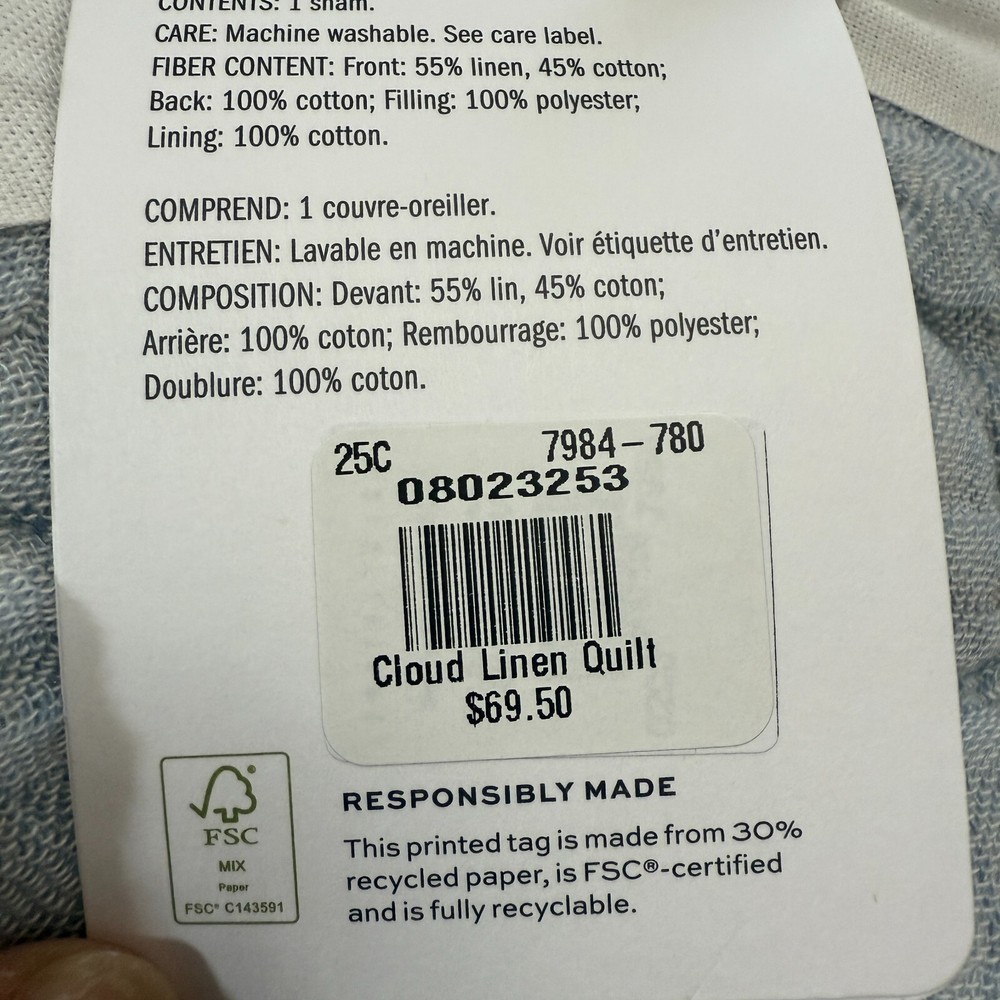 CONTENTS: 1 sham.
CARE: Machine washable. See care label.
FIBER CONTENT: Front: 55% linen, 45% cotton;
Back: 100% cotton; Filling: 100% polyester;
Lining: 100% cotton.
COMPREND: 1 couvre-oreiller.
ENTRETIEN: Lavable en machine. Voir étiquette d'entretien.
COMPOSITION: Devant: 55% lin, 45% coton;
Arrière: 100% coton; Rembourrage: 100% polyester;
Doublure: 100% coton.
25C 7984-780
08023253
Cloud Linen Quilt
$69.50
FSC
MIX
Paper
FSC® C143591
RESPONSIBLY MADE
This printed tag is made from 30%
recycled paper, is FSC®-certified
and is fully recyclable.